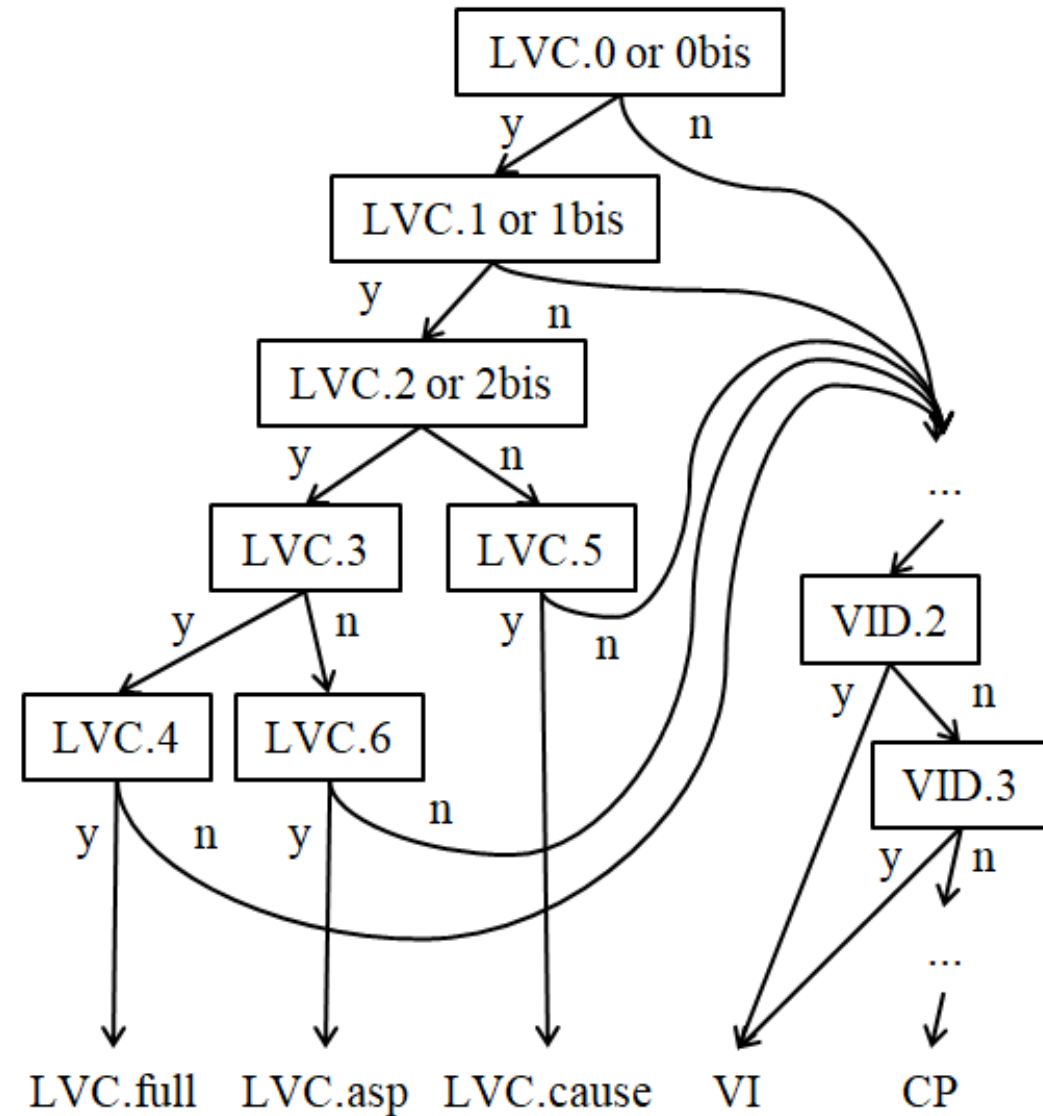 LVC.0 or 0bis
y n
LVC.1 or 1bis
y n
LVC.2 or 2bis
y n
...
LVC.3 LVC.5
VID.2
y n y n
y n
LVC.4 LVC.6
VID.3
y n y n
y n
...
LVC.full LVC.asp LVC.cause VI CP